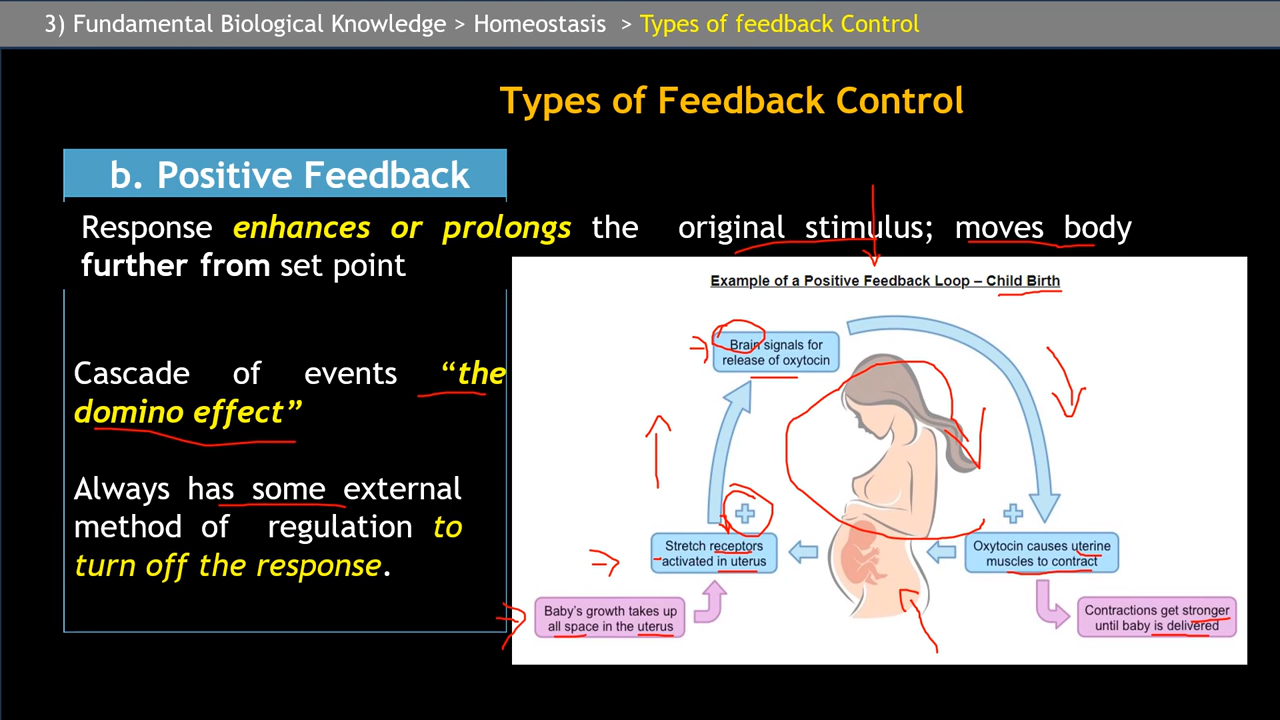 3) Fundamental Biological Knowledge > Homeostasis > Types of feedback Control
Types of Feedback Control
b. Positive Feedback
Response enhances or prolongs the original stimulus; moves body
further from set point
Cascade of events “the
domino effect”
Always has some external
method of regulation to
turn off the response.
Example of a Positive Feedback Loop – Child Birth
Brain signals for
release of oxytocin
Stretch receptors
activated in uterus
Oxytocin causes uterine
muscles to contract
Baby's growth takes up
all space in the uterus
Contractions get stronger
until baby is delivered